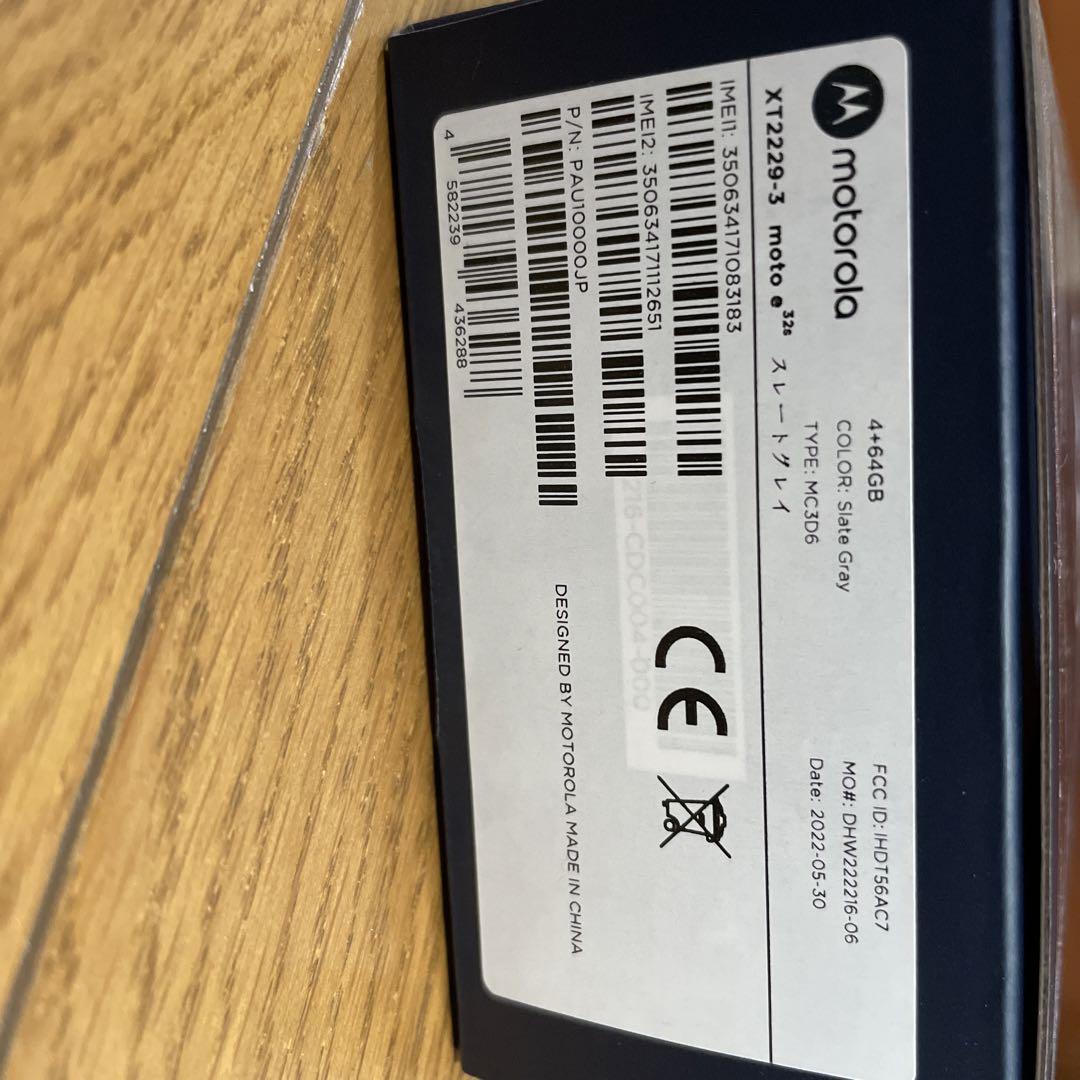 motorola
4+64GB
COLOR: Slate Gray
TYPE: MC3D6
FCC ID: IHDT56AC7
MO#: DHW222216-06
Date: 2022-05-30
XT2229-3 moto e32s スレートグレイ
IMEI1: 350634171083183
IMEI2: 350634171112651
P/N: PAU10000JP
4 582239 436288
CE
DESIGNED BY MOTOROLA MADE IN CHINA